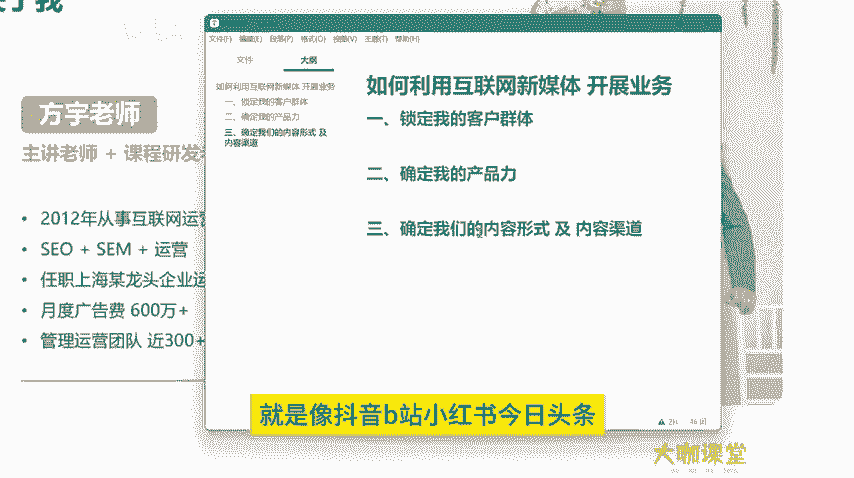 于我
方宇老师
主讲老师 + 课程研发
2012年从事互联网运营
SEO + SEM + 运营
任职上海某龙头企业运
月度广告费 600万+
管理运营团队 近300+
文件(F) 编辑(E) 段落(P) 格式(O) 视图(V) 主题(T) 帮助(H)
文件 大纲
如何利用互联网新媒体 开展业务
一、锁定我的客户群体
二、确定我的产品力
三、确定我们的内容形式 及
内容渠道
如何利用互联网新媒体 开展业务
一、锁定我的客户群体
二、确定我的产品力
三、确定我们的内容形式 及 内容渠道
46 词
就是像抖音b站小红书今日头条
大咖课堂